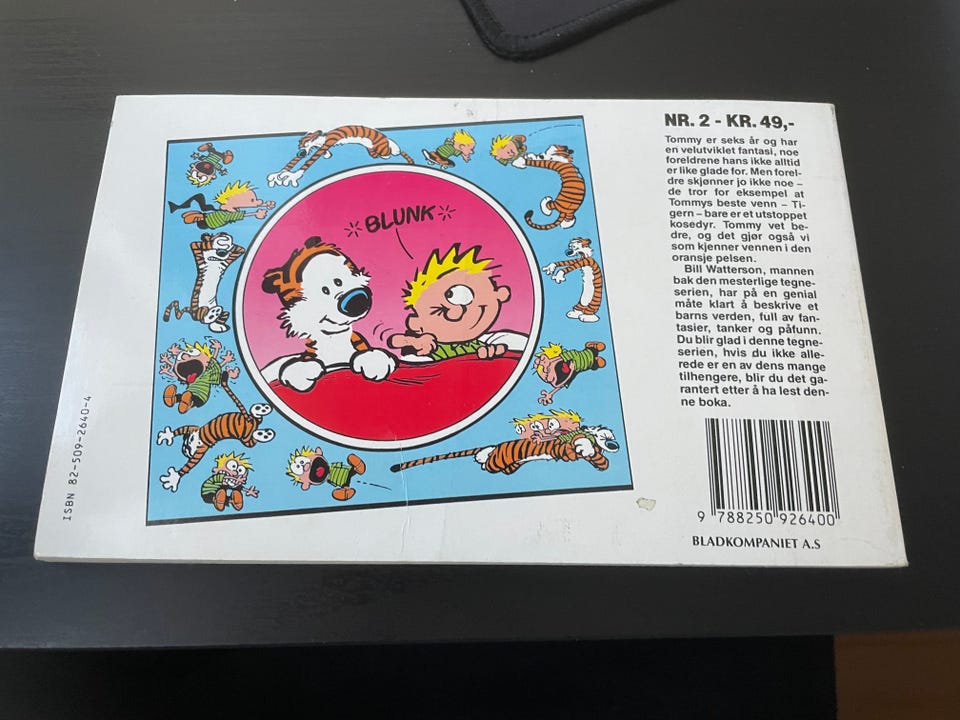 * BLUNK *
NR. 2 - KR. 49,-
Tommy er seks år og har
en velutviklet fantasi, noe
foreldrene hans ikke alltid
er like glade for. Men forel-
dre skjønner jo ikke noe –
de tror for eksempel at
Tommys beste venn – Ti-
gern – bare er et utstoppet
kosedyr. Tommy vet be-
dre, og det gjør også vi
som kjenner vennen i den
oransje pelsen.
Bill Watterson, mannen
bak den mesterlige tegne-
serien, har på en genial
måte klart å beskrive et
barns verden, full av fan-
tasier, tanker og påfunn.
Du blir glad i denne tegne-
serien, hvis du ikke alle-
rede er en av dens mange
tilhengere, blir du det ga-
rantert etter å ha lest den-
ne boka.
9 788250 926400
BLADKOMPANIET A.S
ISBN 82-509-2640-4